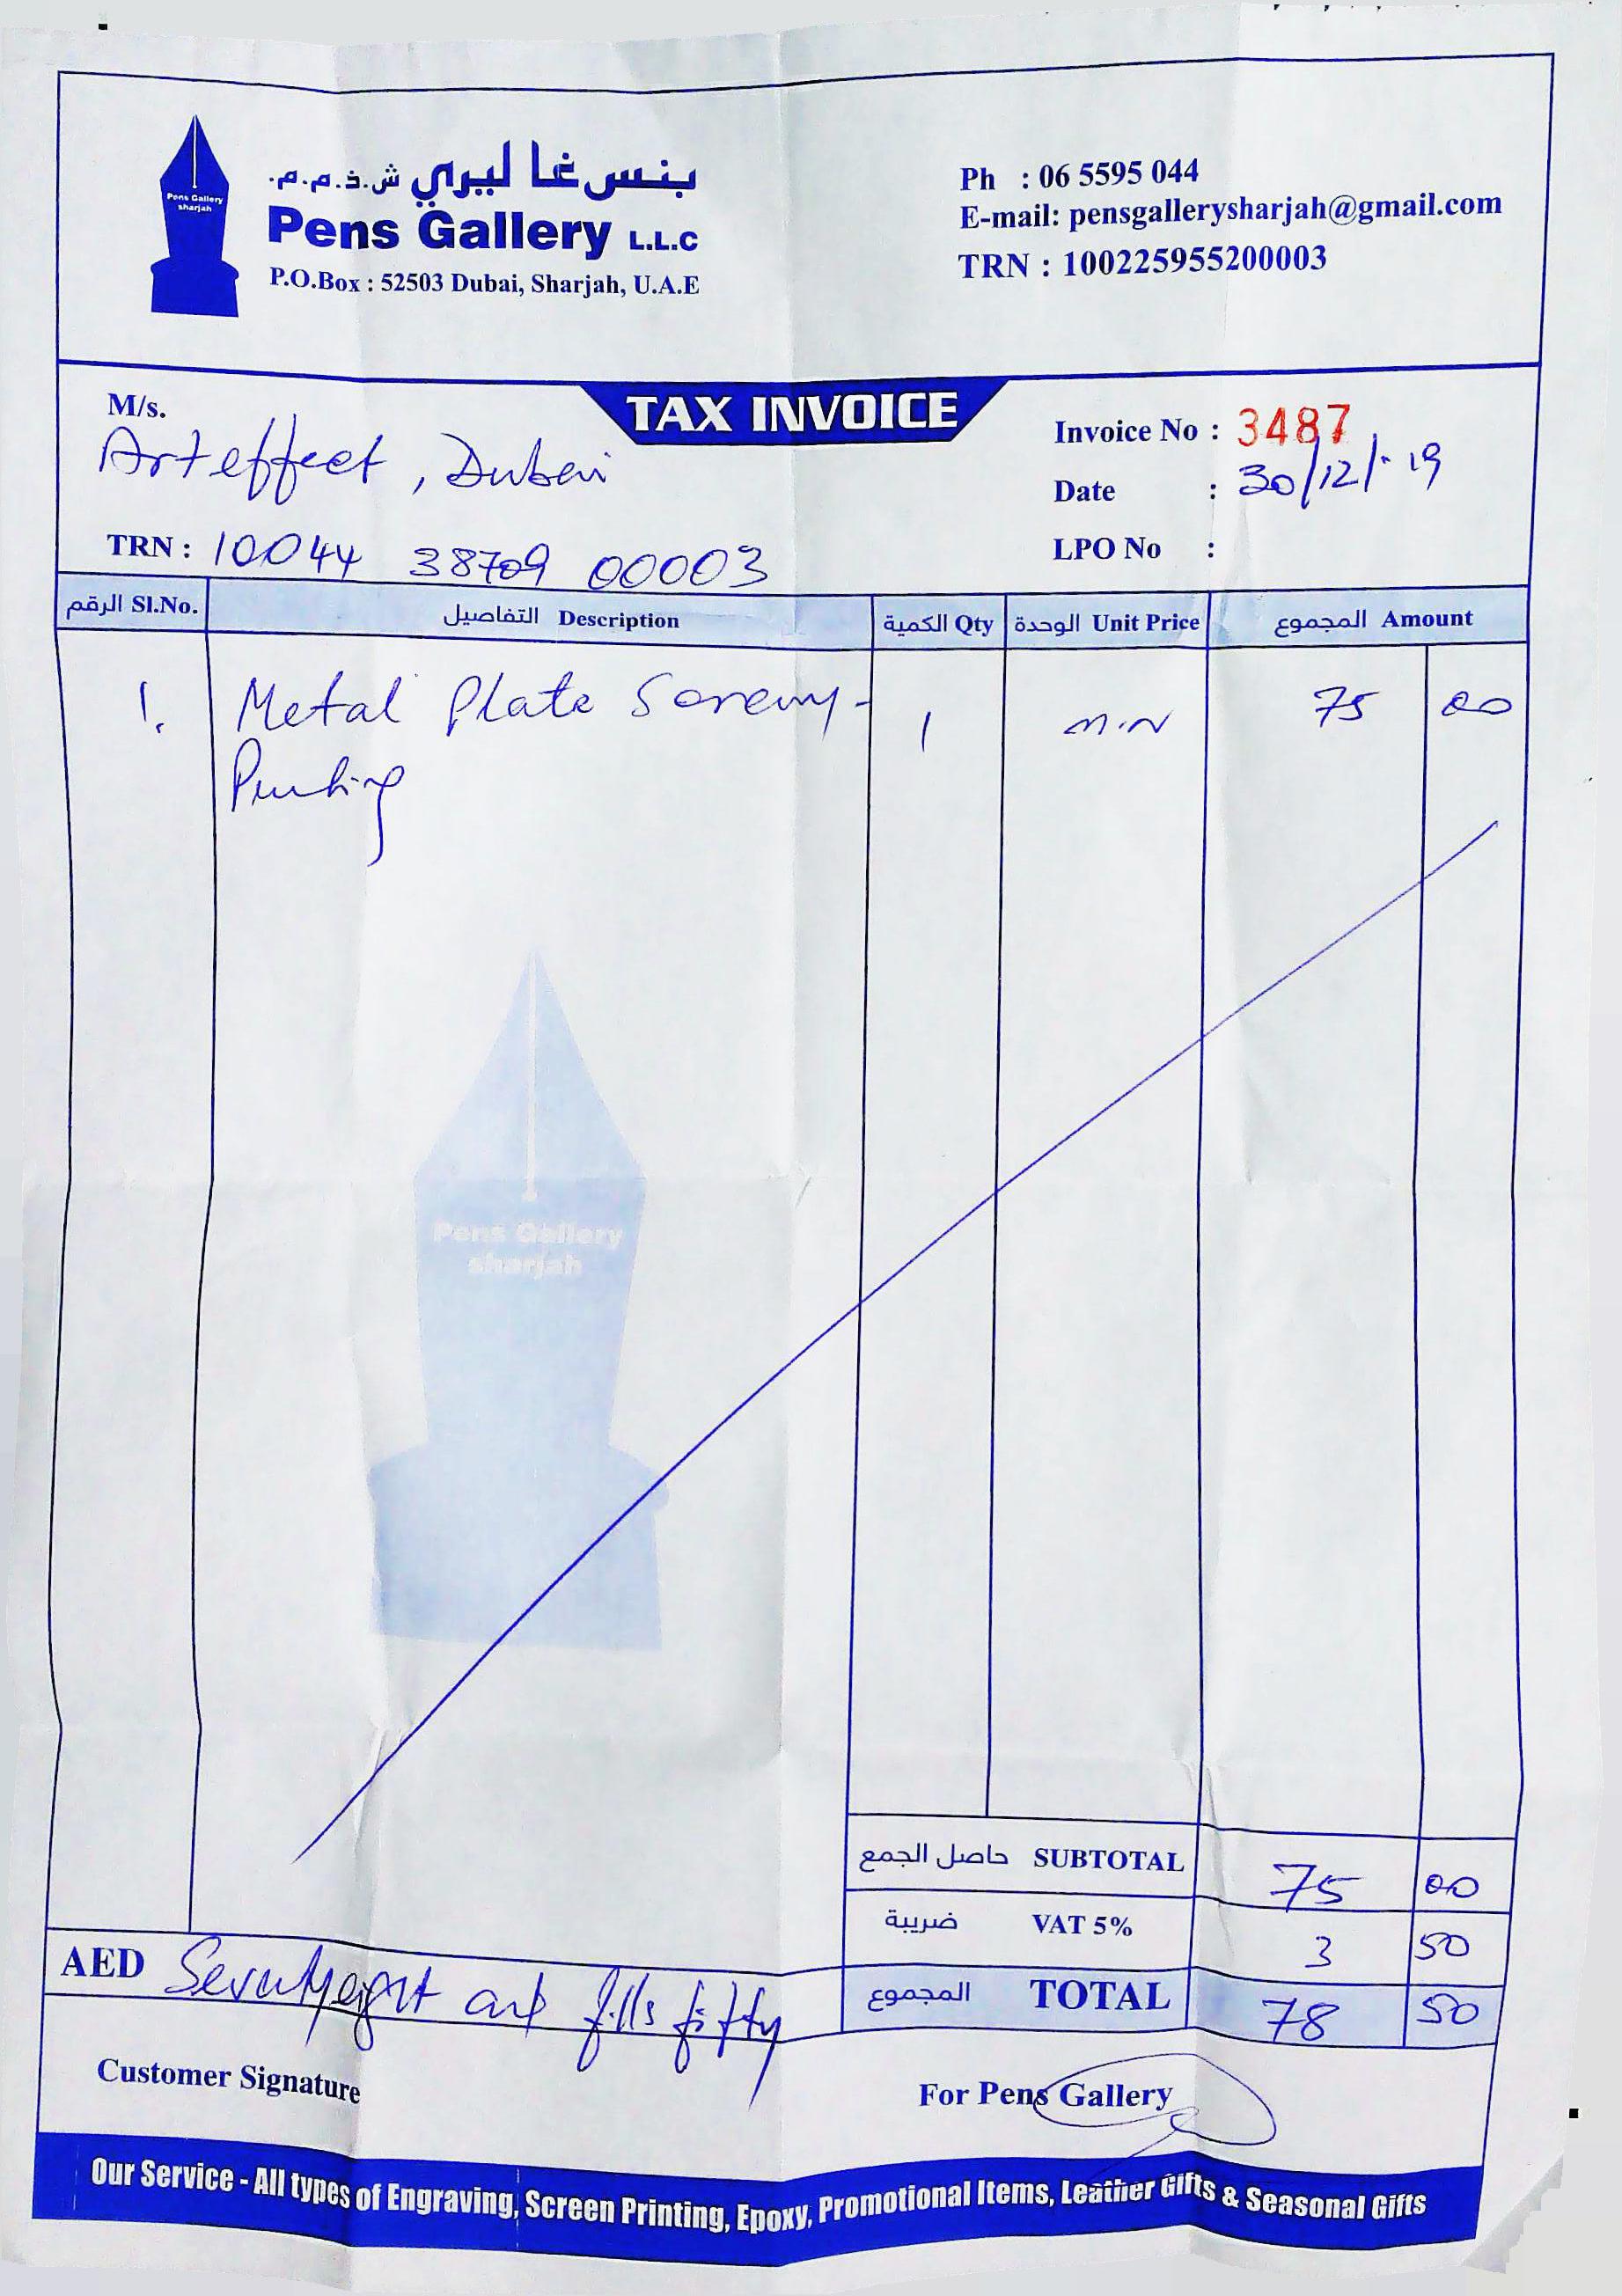 Pens Gallery
sharjah
بنس غاليري ش.ذ.م.م.
Pens Gallery L.L.C
P.O.Box : 52503 Dubai, Sharjah, U.A.E
Ph : 06 5595 044
E-mail: pensgallerysharjah@gmail.com
TRN : 100225955200003
TAX INVOICE
M/s.
Arteffect, Dubai
TRN : 10044 38709 00003
Invoice No : 3487
Date : 30/12/19
LPO No :
الرقم Sl.No. التفاصيل Description الكمية Qty الوحدة Unit Price المجموع Amount
1. Metal Plate Screen 1 MIN 75 00
Printing
Pens Gallery
sharjah
حاصل الجمع SUBTOTAL 75 00
ضريبة VAT 5% 3 50
المجموع TOTAL 78 50
AED Seventyeight and fills fifty
Customer Signature
For Pens Gallery
Our Service - All types of Engraving, Screen Printing, Epoxy, Promotional Items, Leather Gifts & Seasonal Gifts